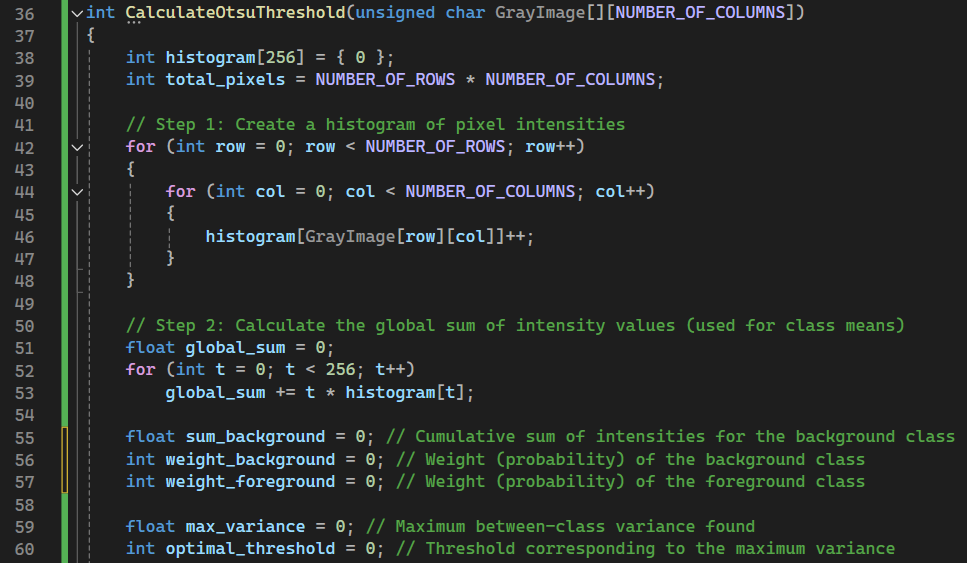 36 int CalculateOtsuThreshold(unsigned char GrayImage[][NUMBER_OF_COLUMNS])
37 {
38 int histogram[256] = { 0 };
39 int total_pixels = NUMBER_OF_ROWS * NUMBER_OF_COLUMNS;
40
41 // Step 1: Create a histogram of pixel intensities
42 for (int row = 0; row < NUMBER_OF_ROWS; row++)
43 {
44 for (int col = 0; col < NUMBER_OF_COLUMNS; col++)
45 {
46 histogram[GrayImage[row][col]]++;
47 }
48 }
49
50 // Step 2: Calculate the global sum of intensity values (used for class means)
51 float global_sum = 0;
52 for (int t = 0; t < 256; t++)
53 global_sum += t * histogram[t];
54
55 float sum_background = 0; // Cumulative sum of intensities for the background class
56 int weight_background = 0; // Weight (probability) of the background class
57 int weight_foreground = 0; // Weight (probability) of the foreground class
58
59 float max_variance = 0; // Maximum between-class variance found
60 int optimal_threshold = 0; // Threshold corresponding to the maximum variance